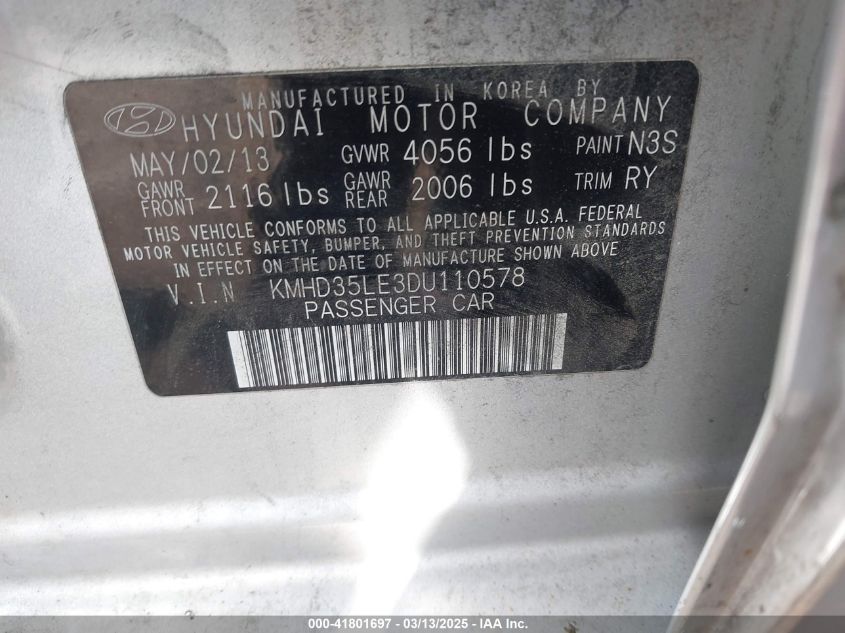 MANUFACTURED IN KOREA BY
HYUNDAI MOTOR COMPANY
MAY/02/13 GVWR 4056 lbs PAINT N3S
GAWR FRONT 2116 lbs GAWR REAR 2006 lbs TRIM RY
THIS VEHICLE CONFORMS TO ALL APPLICABLE U.S.A. FEDERAL
MOTOR VEHICLE SAFETY, BUMPER, AND THEFT PREVENTION STANDARDS
IN EFFECT ON THE DATE OF MANUFACTURE SHOWN ABOVE
V.I.N KMHD35LE3DU110578
PASSENGER CAR
000-41801697 - 03/13/2025 - IAA Inc.